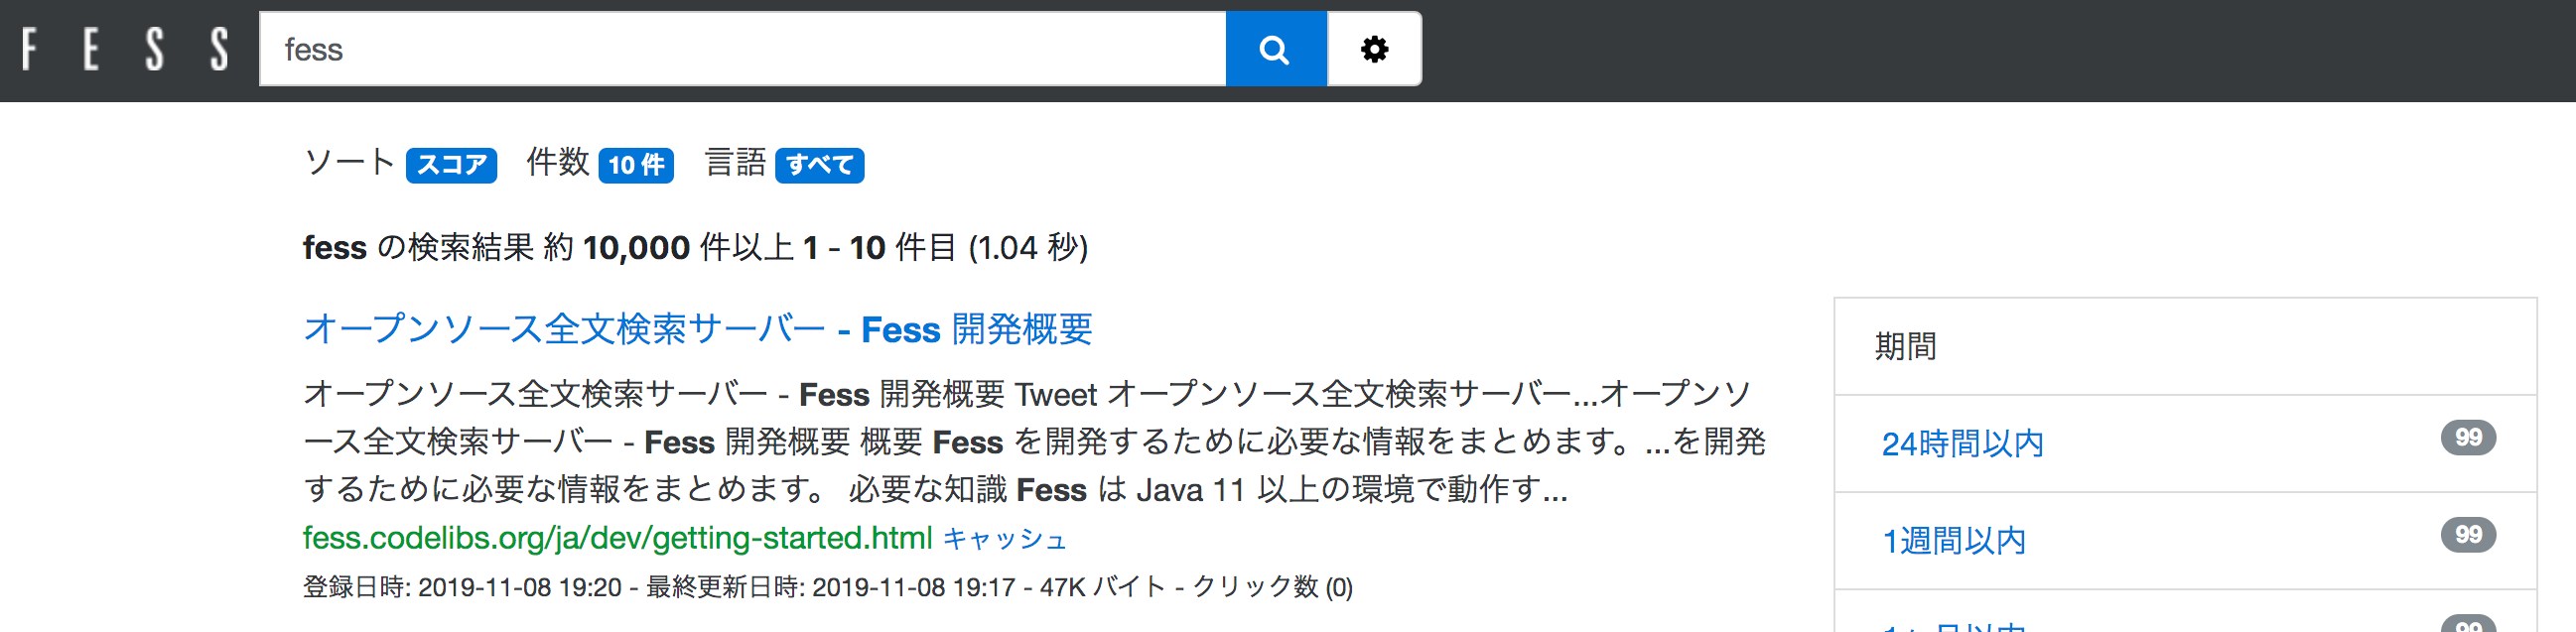 F E S S
fess
ソート スコア 件数 10 件 言語 すべて
fess の検索結果 約 10,000 件以上 1 - 10 件目 (1.04 秒)
オープンソース全文検索サーバー - Fess 開発概要
オープンソース全文検索サーバー - Fess 開発概要 Tweet オープンソース全文検索サーバー...オープンソ
ース全文検索サーバー - Fess 開発概要 概要 Fess を開発するために必要な情報をまとめます。...を開発
するために必要な情報をまとめます。 必要な知識 Fess は Java 11 以上の環境で動作す...
fess.codelibs.org/ja/dev/getting-started.html キャッシュ
登録日時: 2019-11-08 19:20 - 最終更新日時: 2019-11-08 19:17 - 47K バイト - クリック数 (0)
期間
24時間以内 99
1週間以内 99